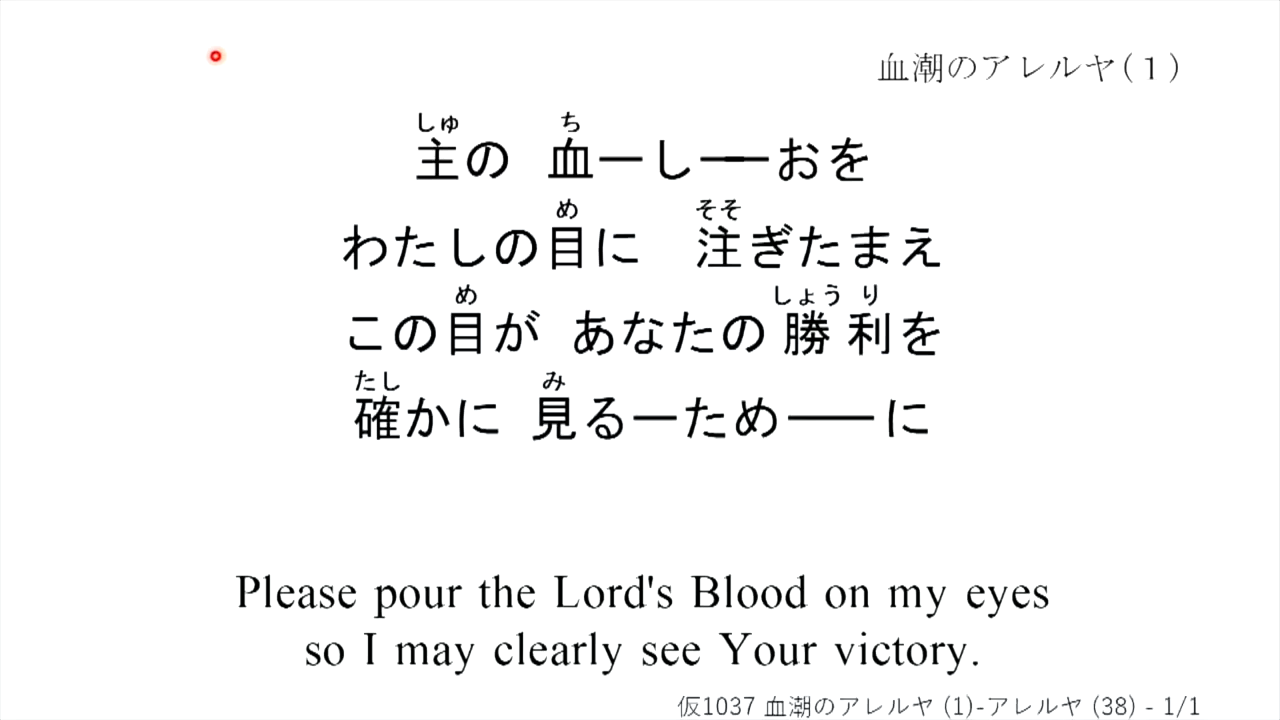 血潮のアレルヤ(１)
しゅ ち
主の 血ーしーーおを
め そそ
わたしの目に 注ぎたまえ
め しょう り
この目が あなたの勝利を
たし み
確かに 見るーためーーに
Please pour the Lord's Blood on my eyes
so I may clearly see Your victory.
仮1037 血潮のアレルヤ (1)-アレルヤ (38) - 1/1